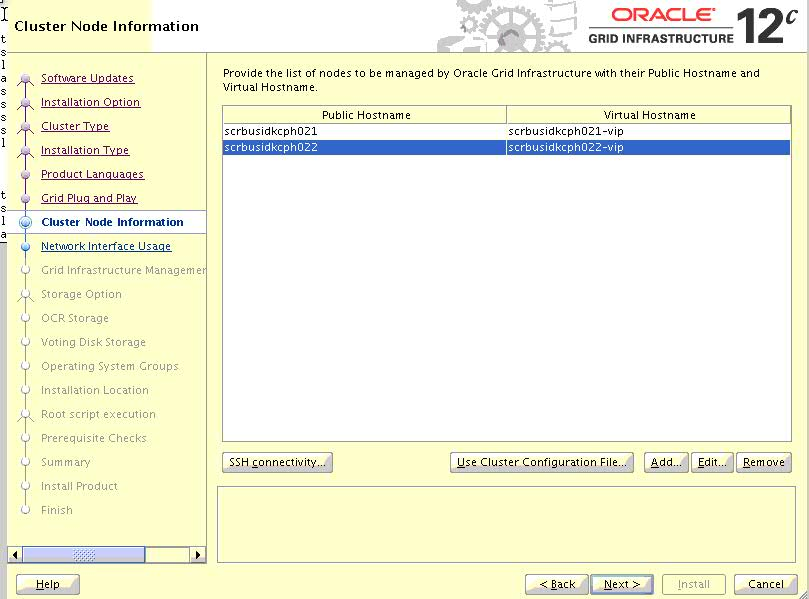 Cluster Node Information
ORACLE
GRID INFRASTRUCTURE
12c
Software Updates
Installation Option
Cluster Type
Installation Type
Product Languages
Grid Plug and Play
Cluster Node Information
Network Interface Usage
Grid Infrastructure Managemer
Storage Option
OCR Storage
Voting Disk Storage
Operating System Groups
Installation Location
Root script execution
Prerequisite Checks
Summary
Install Product
Finish
Provide the list of nodes to be managed by Oracle Grid Infrastructure with their Public Hostname and
Virtual Hostname.
Public Hostname Virtual Hostname
scrbusidkcph021 scrbusidkcph021-vip
scrbusidkcph022 scrbusidkcph022-vip
SSH connectivity... Use Cluster Configuration File... Add... Edit... Remove
Help < Back Next > Install Cancel